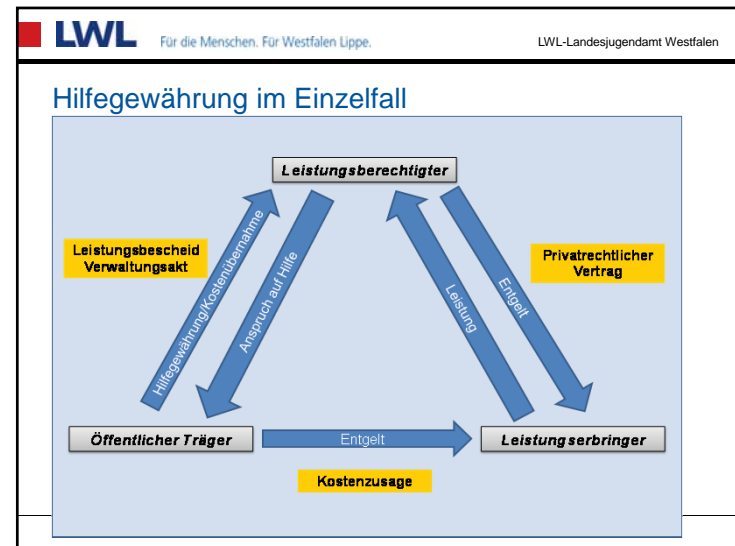 LWL Für die Menschen. Für Westfalen Lippe.
LWL-Landesjugendamt Westfalen
Hilfegewährung im Einzelfall
Leistungsberechtigter
Leistungsbescheid
Verwaltungsakt
Hilfegewährung/Kostenübernahme
Anspruch auf Hilfe
Leistung
Entgelt
Privatrechtlicher
Vertrag
Öffentlicher Träger
Entgelt
Leistungserbringer
Kostenzusage